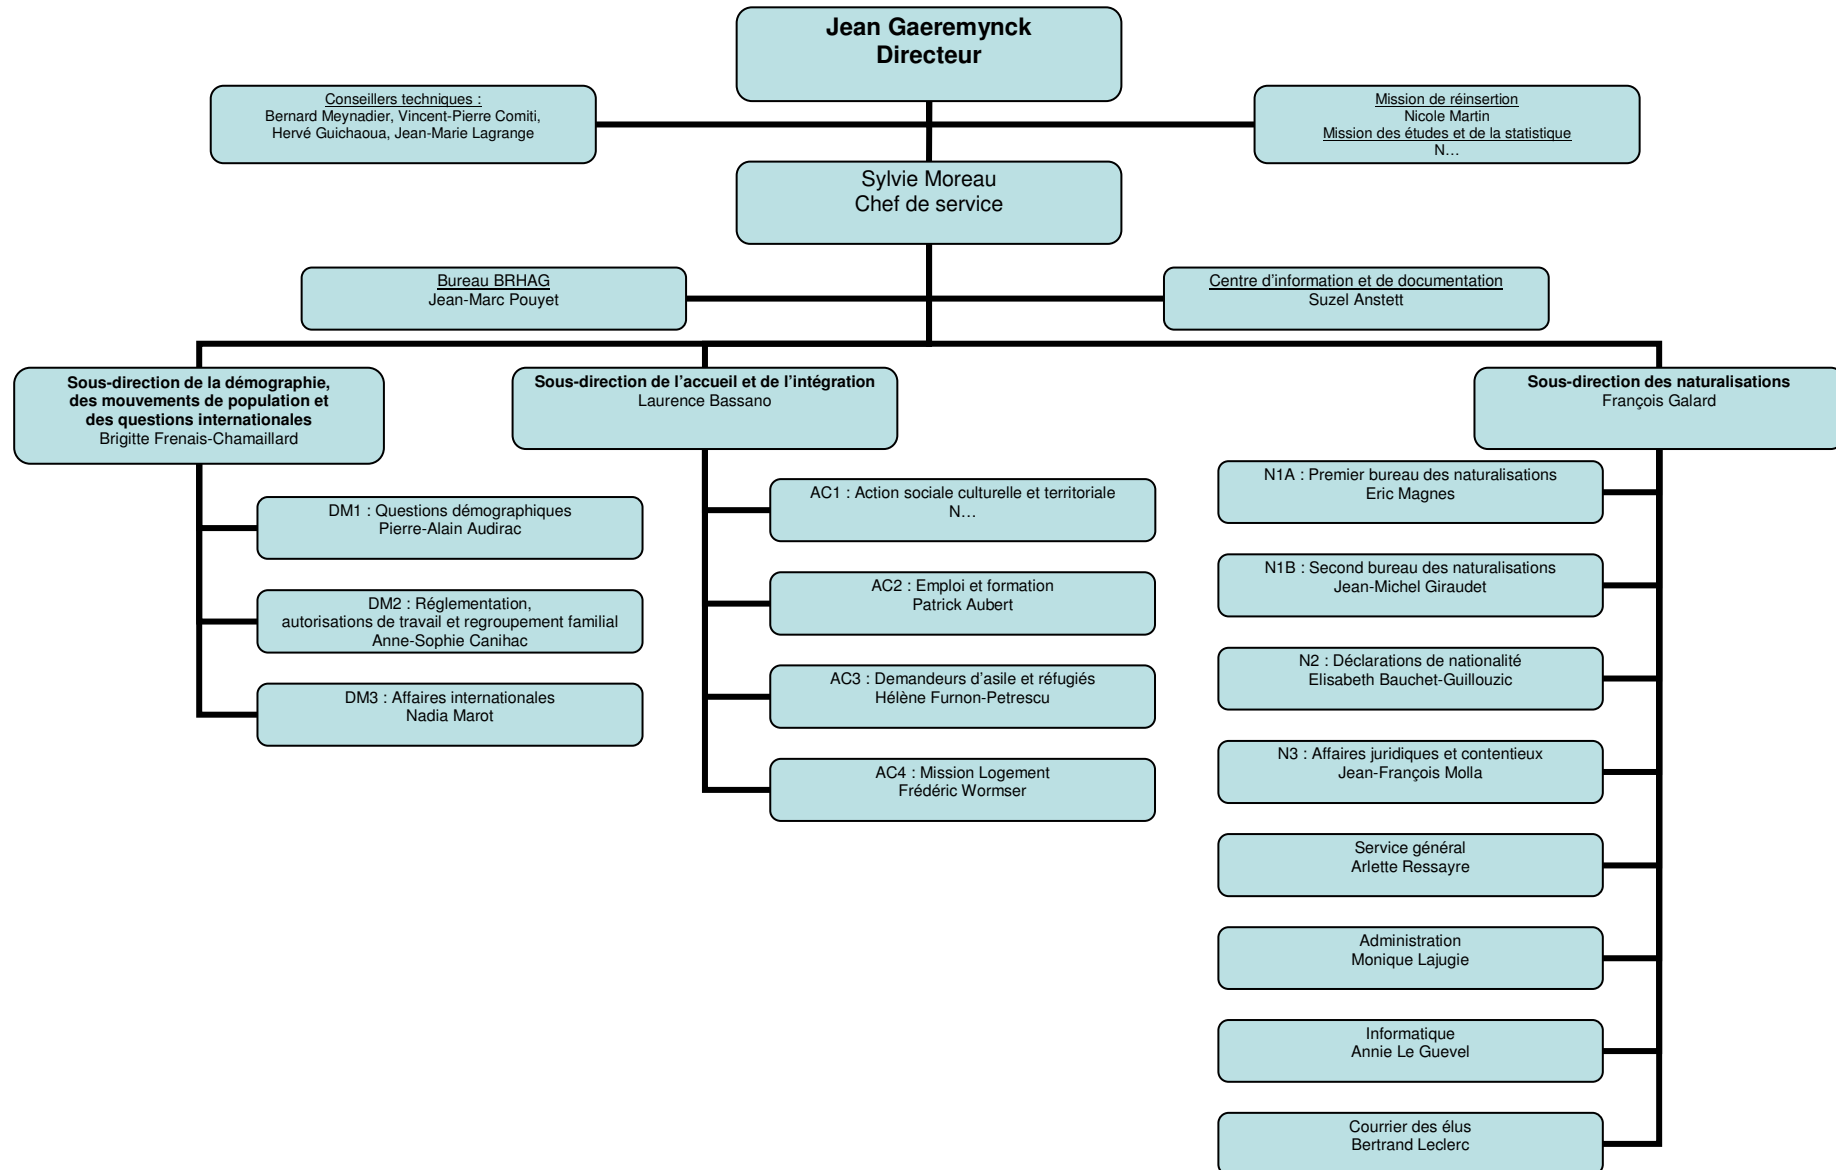 Jean Gaeremynck
Directeur
Conseillers techniques :
Bernard Meynadier, Vincent-Pierre Comiti,
Hervé Guichaoua, Jean-Marie Lagrange
Mission de réinsertion
Nicole Martin
Mission des études et de la statistique
N…
Sylvie Moreau
Chef de service
Bureau BRHAG
Jean-Marc Pouyet
Centre d'information et de documentation
Suzel Anstett
Sous-direction de la démographie,
des mouvements de population et
des questions internationales
Brigitte Frenais-Chamaillard
Sous-direction de l'accueil et de l'intégration
Laurence Bassano
Sous-direction des naturalisations
François Galard
DM1 : Questions démographiques
Pierre-Alain Audirac
DM2 : Réglementation,
autorisations de travail et regroupement familial
Anne-Sophie Canihac
DM3 : Affaires internationales
Nadia Marot
AC1 : Action sociale culturelle et territoriale
N…
AC2 : Emploi et formation
Patrick Aubert
AC3 : Demandeurs d'asile et réfugiés
Hélène Furnon-Petrescu
AC4 : Mission Logement
Frédéric Wormser
N1A : Premier bureau des naturalisations
Eric Magnes
N1B : Second bureau des naturalisations
Jean-Michel Giraudet
N2 : Déclarations de nationalité
Elisabeth Bauchet-Guillouzic
N3 : Affaires juridiques et contentieux
Jean-François Molla
Service général
Arlette Ressayre
Administration
Monique Lajugie
Informatique
Annie Le Guevel
Courrier des élus
Bertrand Leclerc